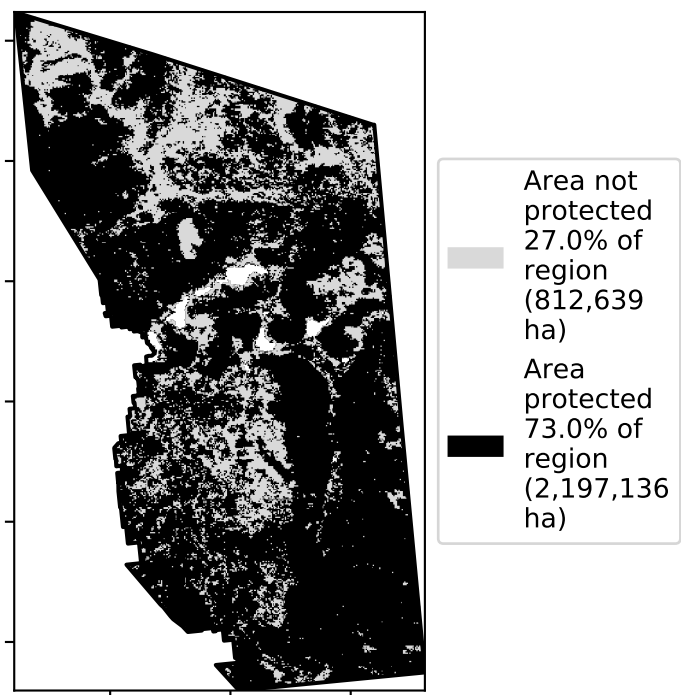 Area not
protected
27.0% of
region
(812,639
ha)
Area
protected
73.0% of
region
(2,197,136
ha)